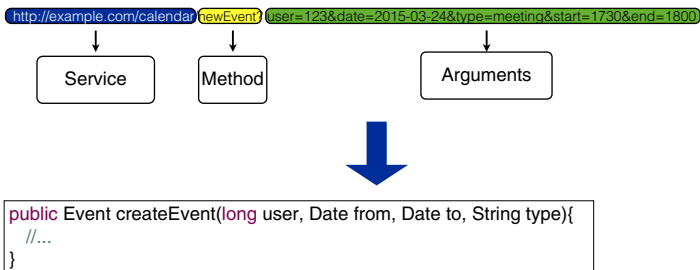 http://example.com/calendar newEvent? user=123&date=2015-03-24&type=meeting&start=1730&end=1800
Service Method Arguments
public Event createEvent(long user, Date from, Date to, String type){
//...
}